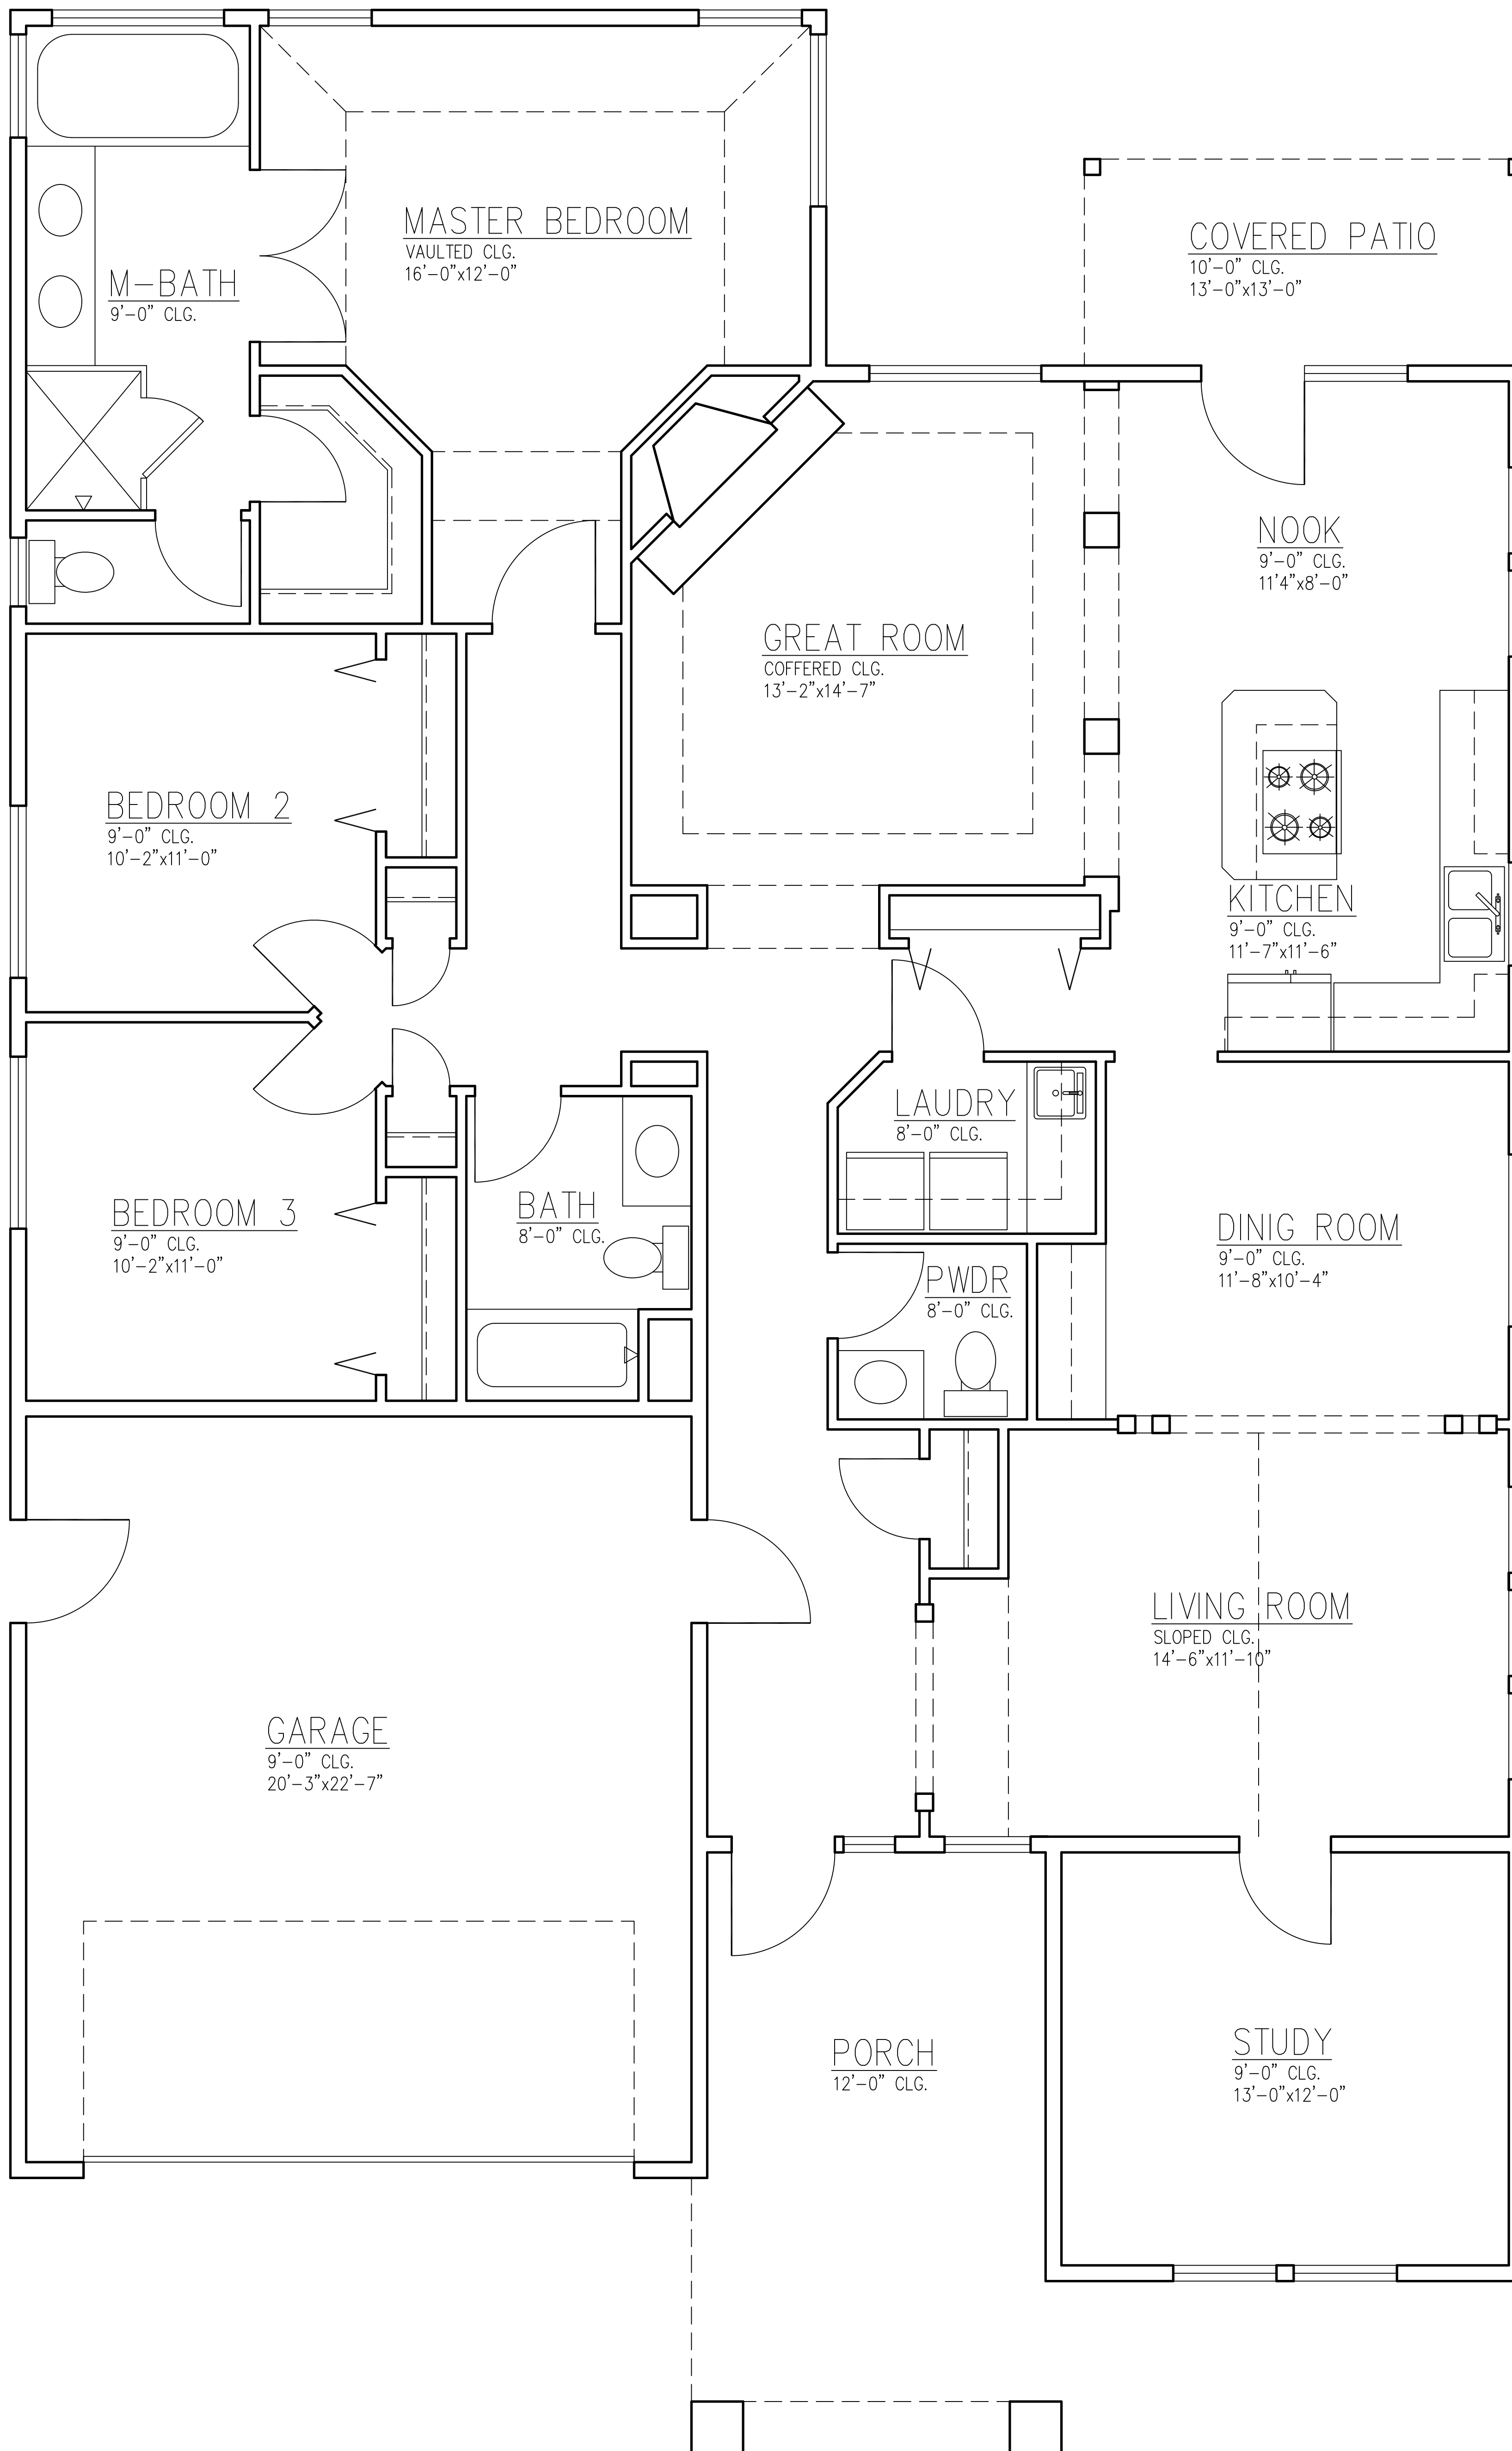 MASTER BEDROOM
VAULTED CLG.
16'-0"x12'-0"
COVERED PATIO
10'-0" CLG.
13'-0"x13'-0"
M-BATH
9'-0" CLG.
NOOK
9'-0" CLG.
11'4"x8'-0"
GREAT ROOM
COFFERED CLG.
13'-2"x14'-7"
BEDROOM 2
9'-0" CLG.
10'-2"x11'-0"
KITCHEN
9'-0" CLG.
11'-7"x11'-6"
LAUDRY
8'-0" CLG.
BEDROOM 3
9'-0" CLG.
10'-2"x11'-0"
BATH
8'-0" CLG.
DINIG ROOM
9'-0" CLG.
11'-8"x10'-4"
PWDR
8'-0" CLG.
LIVING ROOM
SLOPED CLG.
14'-6"x11'-10"
GARAGE
9'-0" CLG.
20'-3"x22'-7"
PORCH
12'-0" CLG.
STUDY
9'-0" CLG.
13'-0"x12'-0"